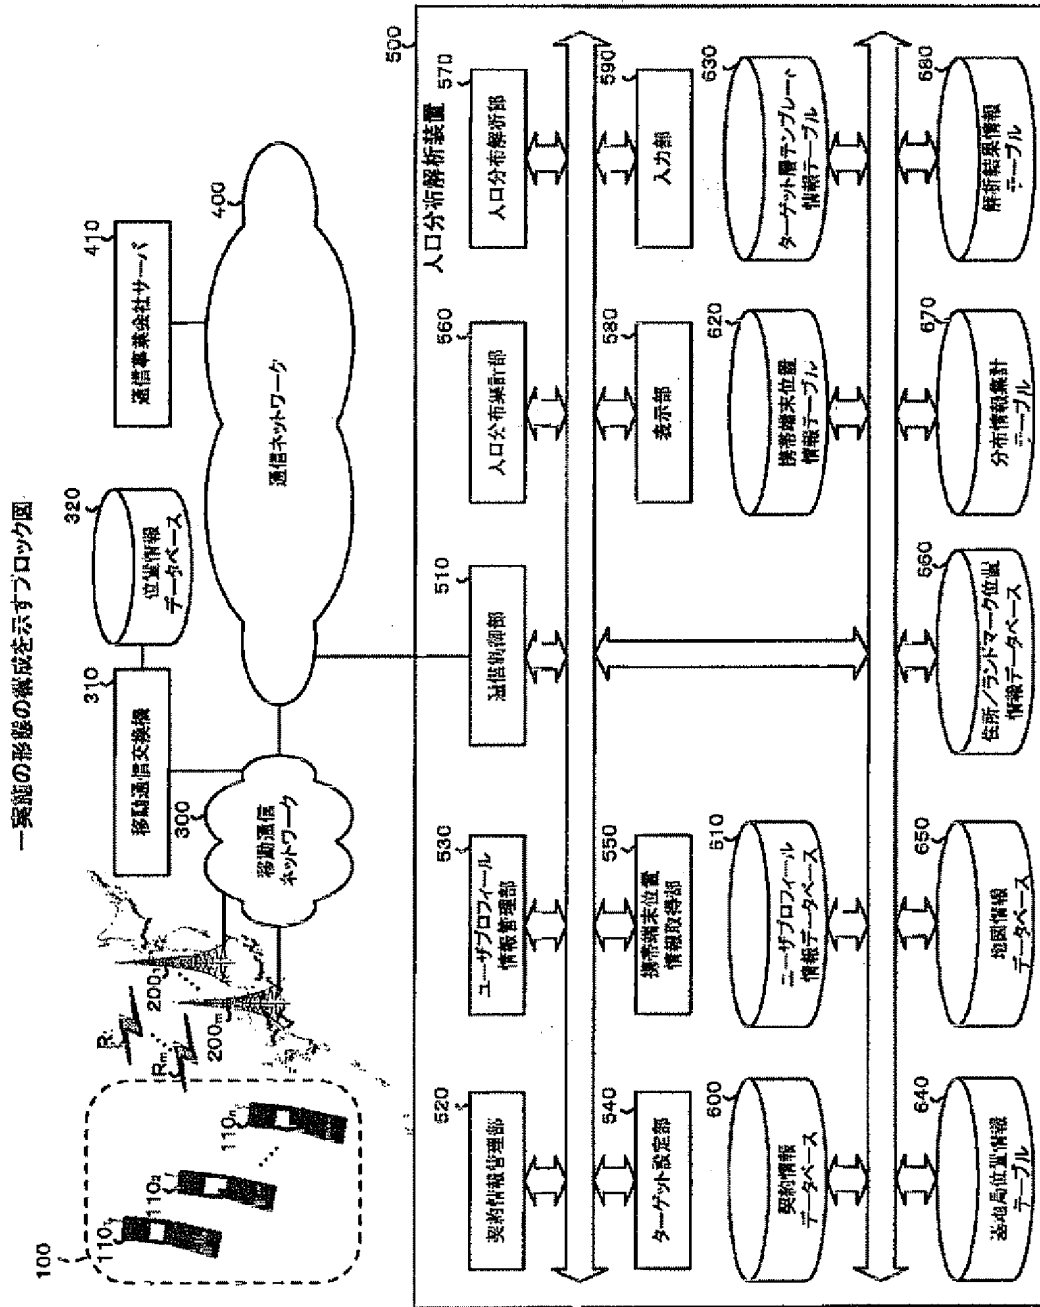 一実施の形態の構成を示すブロック図
100
110₁
110₂
110ₙ
R₁
Rₘ
200₁
200ₘ
移動通信
ネットワーク
300
移動通信交換機
310
位置情報
データベース
320
通信ネットワーク
400
通信事業会社サーバ
410
人口分布解析装置
500
契約情報管理部
520
ユーザプロフィール
情報管理部
530
通信制御部
510
人口分布集計部
560
人口分布解析部
570
ターゲット設定部
540
携帯端末位置
情報取得部
550
表示部
580
入力部
590
契約情報
データベース
600
ユーザプロフィール
情報データベース
610
携帯端末位置
情報テーブル
620
ターゲット層テンプレート
情報テーブル
630
基地局位置情報
テーブル
640
地図情報
データベース
650
住所／ランドマーク位置
情報データベース
660
分布情報集計
テーブル
670
解析結果情報
テーブル
680